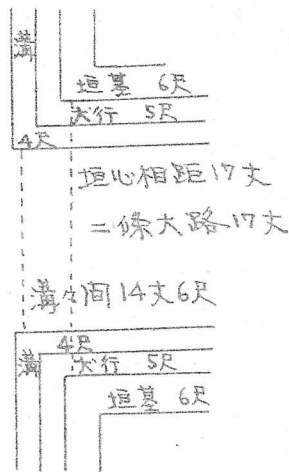 溝
垣基 6尺
犬行 5尺
4尺
垣心相距17丈
二條大路17丈
溝々間14丈6尺
4尺
溝
犬行 5尺
垣基 6尺